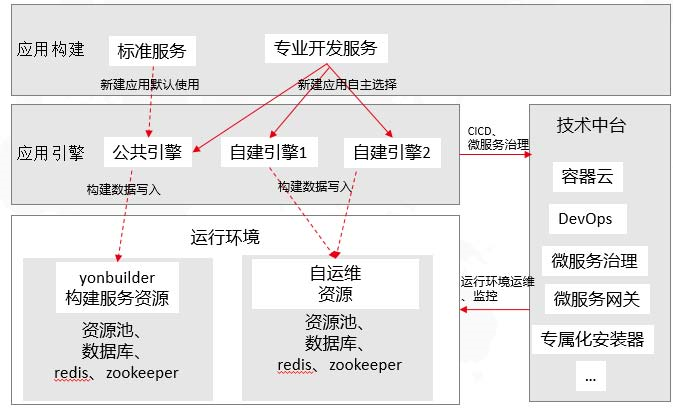 应用构建
标准服务
专业开发服务
新建应用默认使用
新建应用自主选择
应用引擎
公共引擎
自建引擎1
自建引擎2
构建数据写入
构建数据写入
CICD、
微服务治理
技术中台
容器云
DevOps
微服务治理
微服务网关
专属化安装器
...
运行环境运维
、监控
运行环境
yonbuilder
构建服务资源
资源池、
数据库、
redis、zookeeper
自运维
资源
资源池、
数据库、
redis、zookeeper